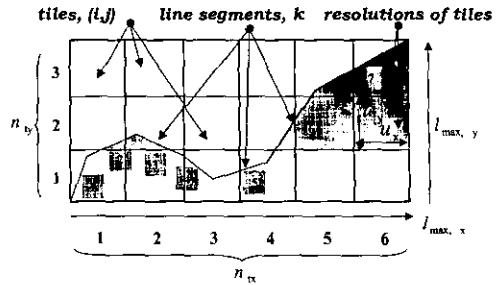 tiles, (i,j) line segments, k resolutions of tiles
3
n ty 2 l max, y
u x
1
l max, x
1 2 3 4 5 6
n tx